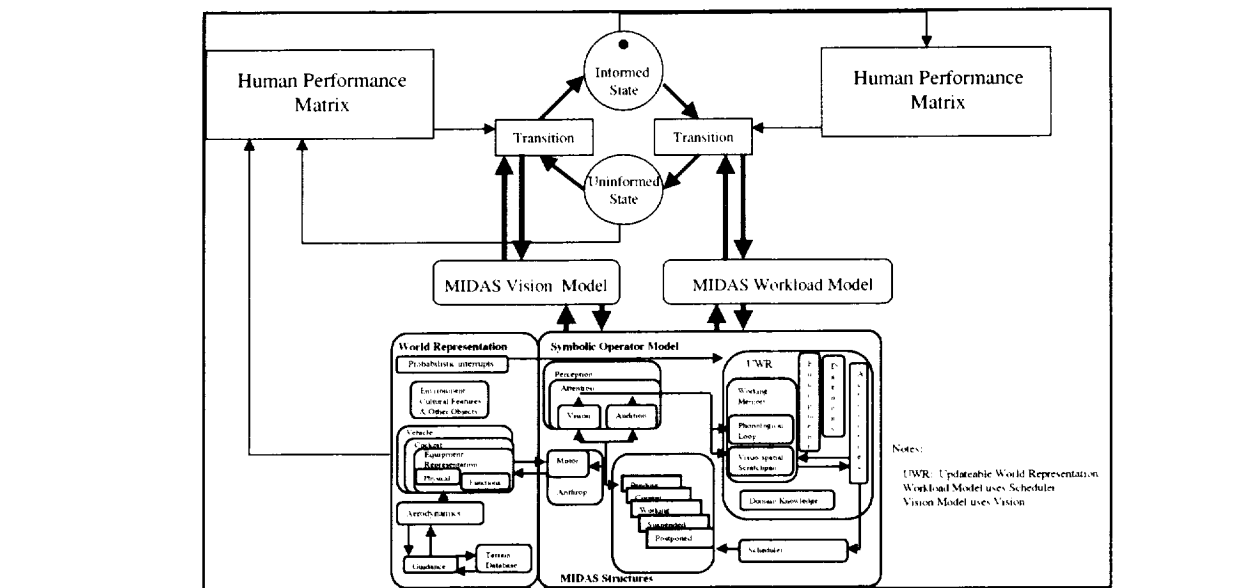 Human Performance
Matrix
Informed
State
Human Performance
Matrix
Transition
Transition
Uninformed
State
MIDAS Vision Model
MIDAS Workload Model
World Representation
Probabilistic interrupts
Environment
Cultural Features
& Other Objects
Vehicle
Cockpit
Equipment
Representation
Physical
Functional
Aerodynamics
Guidance
Terrain
Database
Symbolic Operator Model
Perception
Attention
Vision
Audition
Motor
Anthrop
Pending
Current
Working
Suspended
Postponed
UWR
Working
Memory
Phonological
Loop
Visio-spatial
Scratchpad
Domain Knowledge
Scheduler
MIDAS Structures
Notes:
UWR: Updateable World Representation
Workload Model uses Scheduler
Vision Model uses Vision